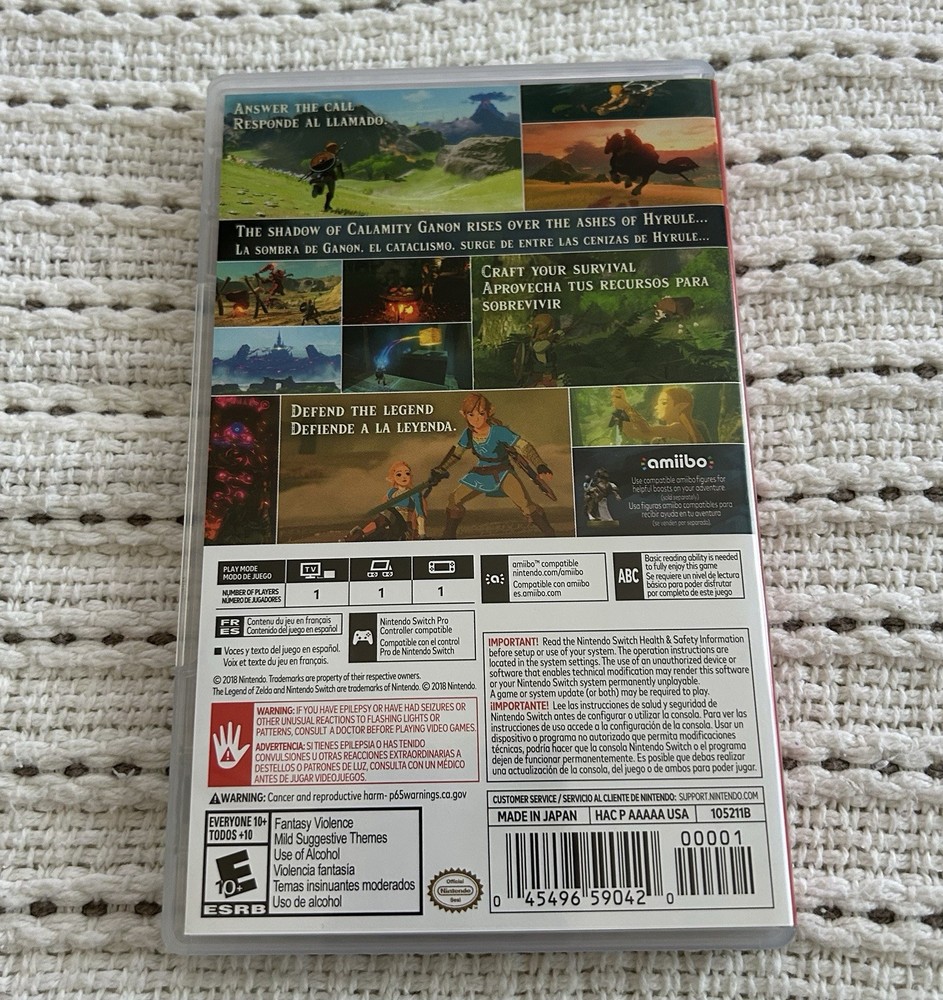 ANSWER THE CALL
RESPONDE AL LLAMADO.
THE SHADOW OF CALAMITY GANON RISES OVER THE ASHES OF HYRULE...
LA SOMBRA DE GANON, EL CATACLISMO, SURGE DE ENTRE LAS CENIZAS DE HYRULE...
CRAFT YOUR SURVIVAL
APROVECHA TUS RECURSOS PARA
SOBREVIVIR
DEFEND THE LEGEND
DEFIENDE A LA LEYENDA.
amiibo
Use compatible amiibo figures for
helpful boosts on your adventure.
(sold separately)
Usa figuras amiibo compatibles para
recibir ayuda en tu aventura
(se venden por separado).
PLAY MODE
MODO DE JUEGO
TV
NUMBER OF PLAYERS
NÚMERO DE JUGADORES
1
1
1
amiibo™ compatible
nintendo.com/amiibo
Compatible con amiibo
es.amiibo.com
ABC
Basic reading ability is needed
to fully enjoy this game
Se requiere un nivel de lectura
básico para poder disfrutar
por completo de este juego
FR
ES
Contenu du jeu en français
Contenido del juego en español
■ Voces y texto del juego en español.
Voix et texte du jeu en français.
Nintendo Switch Pro
Controller compatible
Compatible con el control
Pro de Nintendo Switch
© 2018 Nintendo. Trademarks are property of their respective owners.
The Legend of Zelda and Nintendo Switch are trademarks of Nintendo. © 2018 Nintendo.
WARNING: IF YOU HAVE EPILEPSY OR HAVE HAD SEIZURES OR
OTHER UNUSUAL REACTIONS TO FLASHING LIGHTS OR
PATTERNS, CONSULT A DOCTOR BEFORE PLAYING VIDEO GAMES.
ADVERTENCIA: SI TIENES EPILEPSIA O HAS TENIDO
CONVULSIONES U OTRAS REACCIONES EXTRAORDINARIAS A
DESTELLOS O PATRONES DE LUZ, CONSULTA CON UN MÉDICO
ANTES DE JUGAR VIDEOJUEGOS.
WARNING: Cancer and reproductive harm- p65warnings.ca.gov
IMPORTANT! Read the Nintendo Switch Health & Safety Information
before setup or use of your system. The operation instructions are
located in the system settings. The use of an unauthorized device or
software that enables technical modification may render this software
or your Nintendo Switch system permanently unplayable.
A game or system update (or both) may be required to play.
¡IMPORTANTE! Lee las instrucciones de salud y seguridad de
Nintendo Switch antes de configurar o utilizar la consola. Para ver las
instrucciones de uso accede a la configuración de la consola. Usar un
dispositivo o programa no autorizado que permita modificaciones
técnicas, podría hacer que la consola Nintendo Switch o el programa
dejen de funcionar permanentemente. Es posible que debas realizar
una actualización de la consola, del juego o de ambos para poder jugar.
CUSTOMER SERVICE / SERVICIO AL CLIENTE DE NINTENDO: SUPPORT.NINTENDO.COM
MADE IN JAPAN
HAC P AAAAA USA
105211B
00001
0 45496 59042 0
EVERYONE 10+
TODOS +10
E
10+
ESRB
Fantasy Violence
Mild Suggestive Themes
Use of Alcohol
Violencia fantasía
Temas insinuantes moderados
Uso de alcohol
Official
Nintendo
Seal